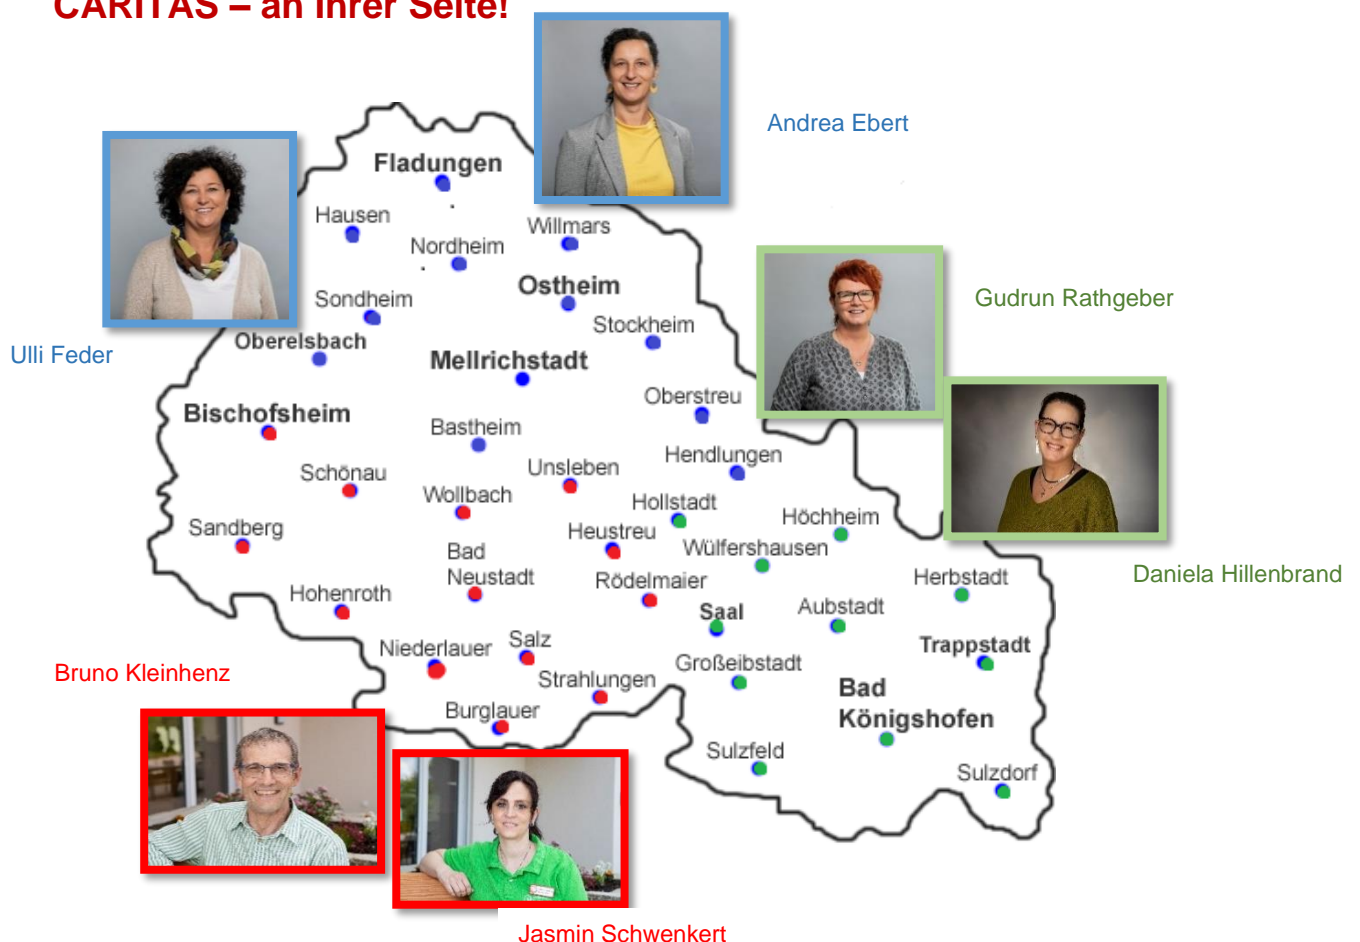 CARITAS – an Ihrer Seite!
Andrea Ebert
Fladungen
Hausen
Willmars
Nordheim
Ostheim
Gudrun Rathgeber
Sondheim
Stockheim
Oberelsbach
Ulli Feder
Mellrichstadt
Oberstreu
Bischofsheim
Bastheim
Hendlungen
Unsleben
Schönau
Wollbach
Hollstadt
Höchheim
Sandberg
Heustreu
Wülfershausen
Bad
Neustadt
Rödelmaier
Herbstadt
Daniela Hillenbrand
Hohenroth
Saal
Aubstadt
Niederlauer
Salz
Trappstadt
Großeibstadt
Bruno Kleinhenz
Strahlungen
Bad
Königshofen
Burglauer
Sulzfeld
Sulzdorf
Jasmin Schwenkert